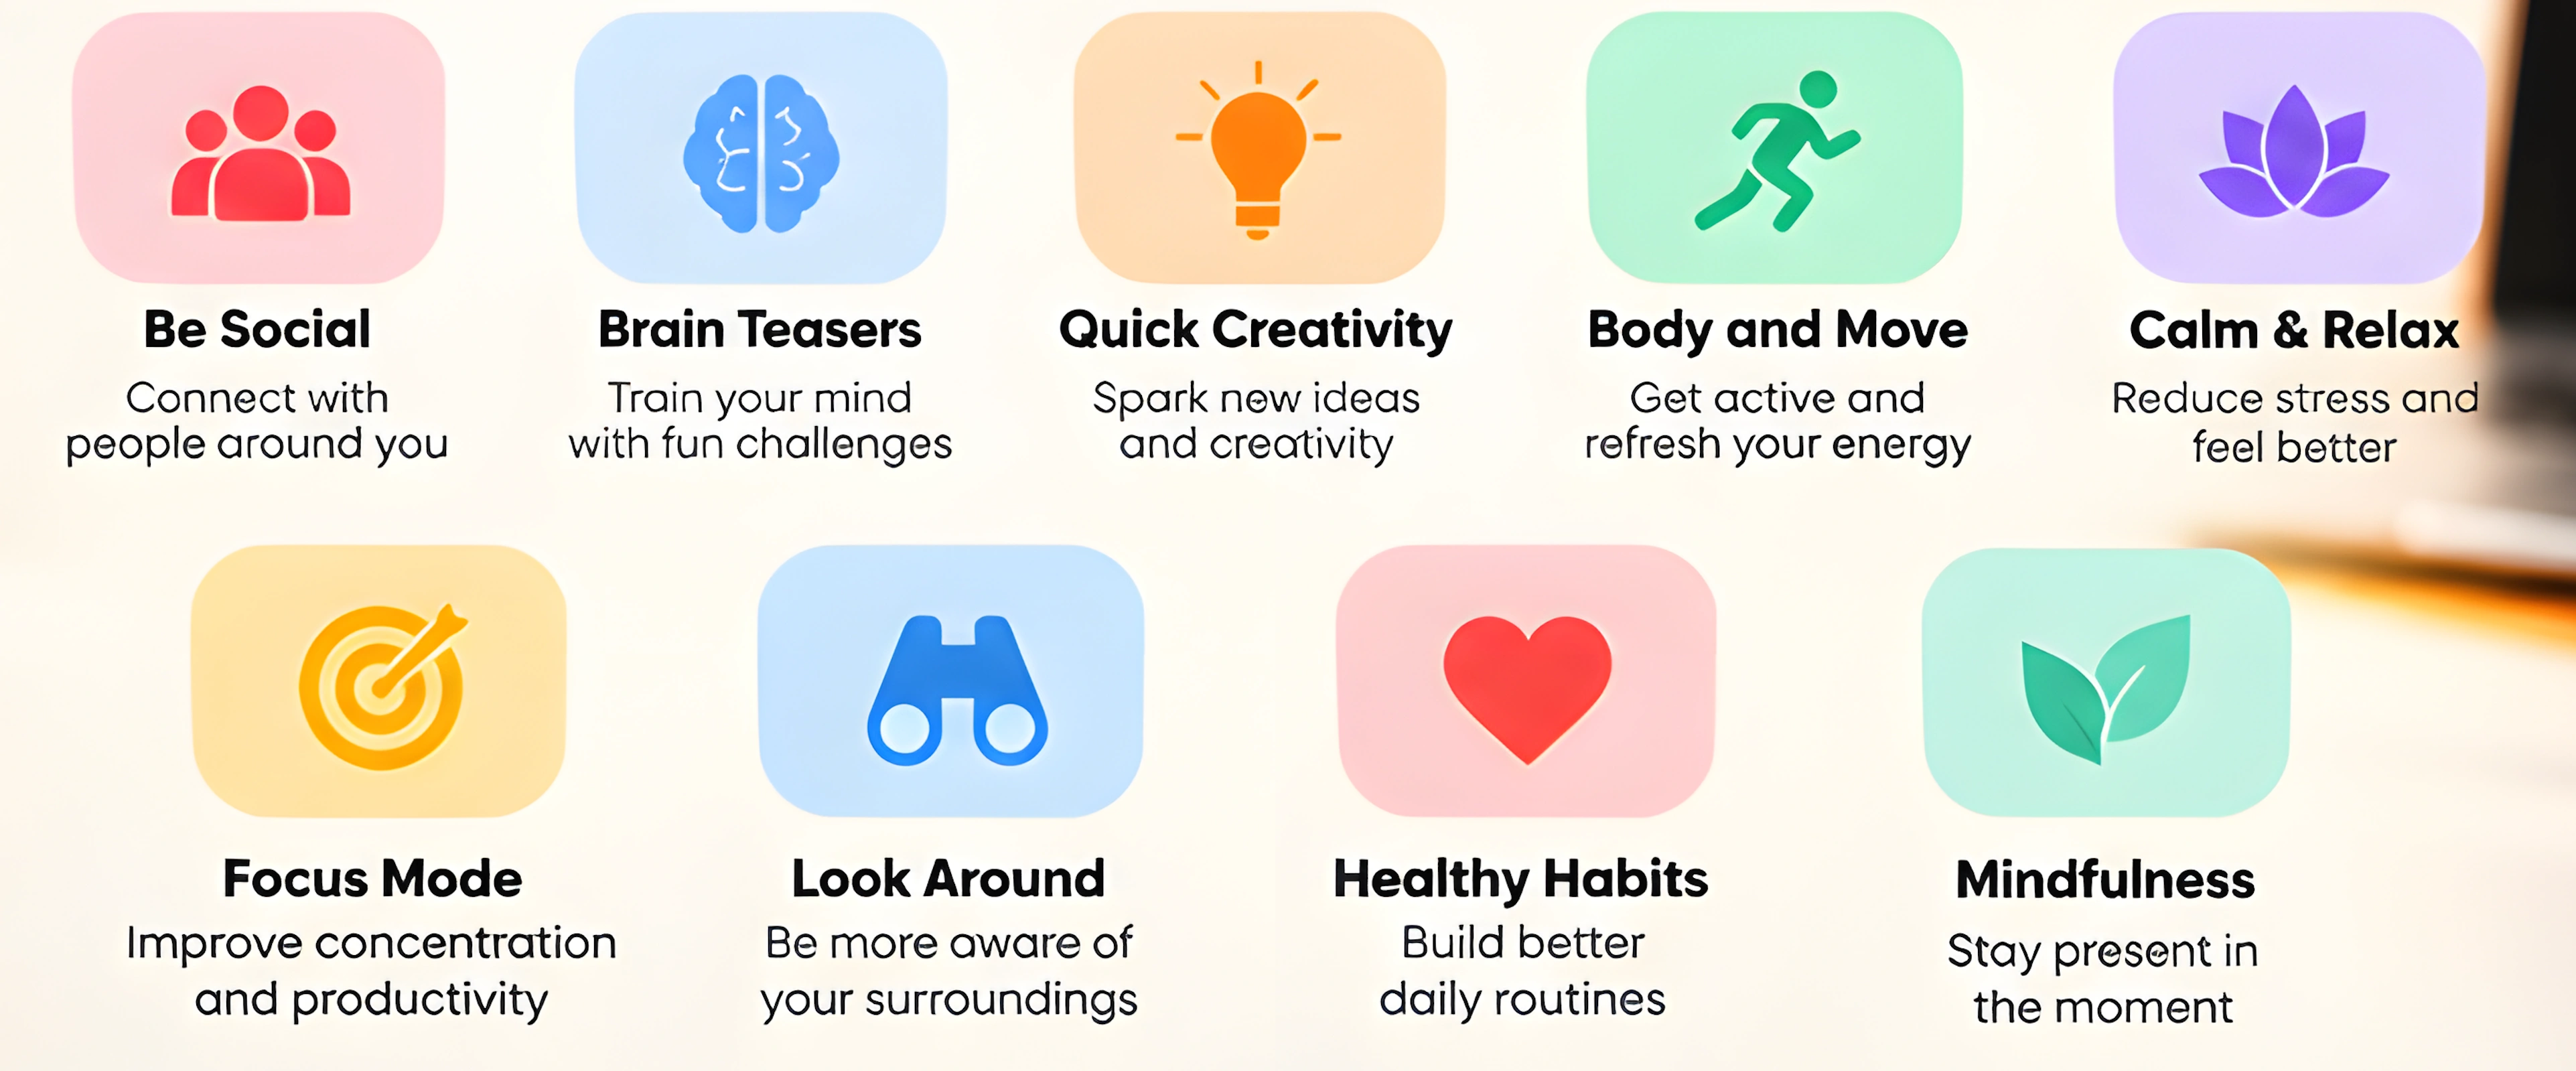 Be Social
Connect with
people around you
Brain Teasers
Train your mind
with fun challenges
Quick Creativity
Spark new ideas
and creativity
Body and Move
Get active and
refresh your energy
Calm & Relax
Reduce stress and
feel better
Focus Mode
Improve concentration
and productivity
Look Around
Be more aware of
your surroundings
Healthy Habits
Build better
daily routines
Mindfulness
Stay present in
the moment